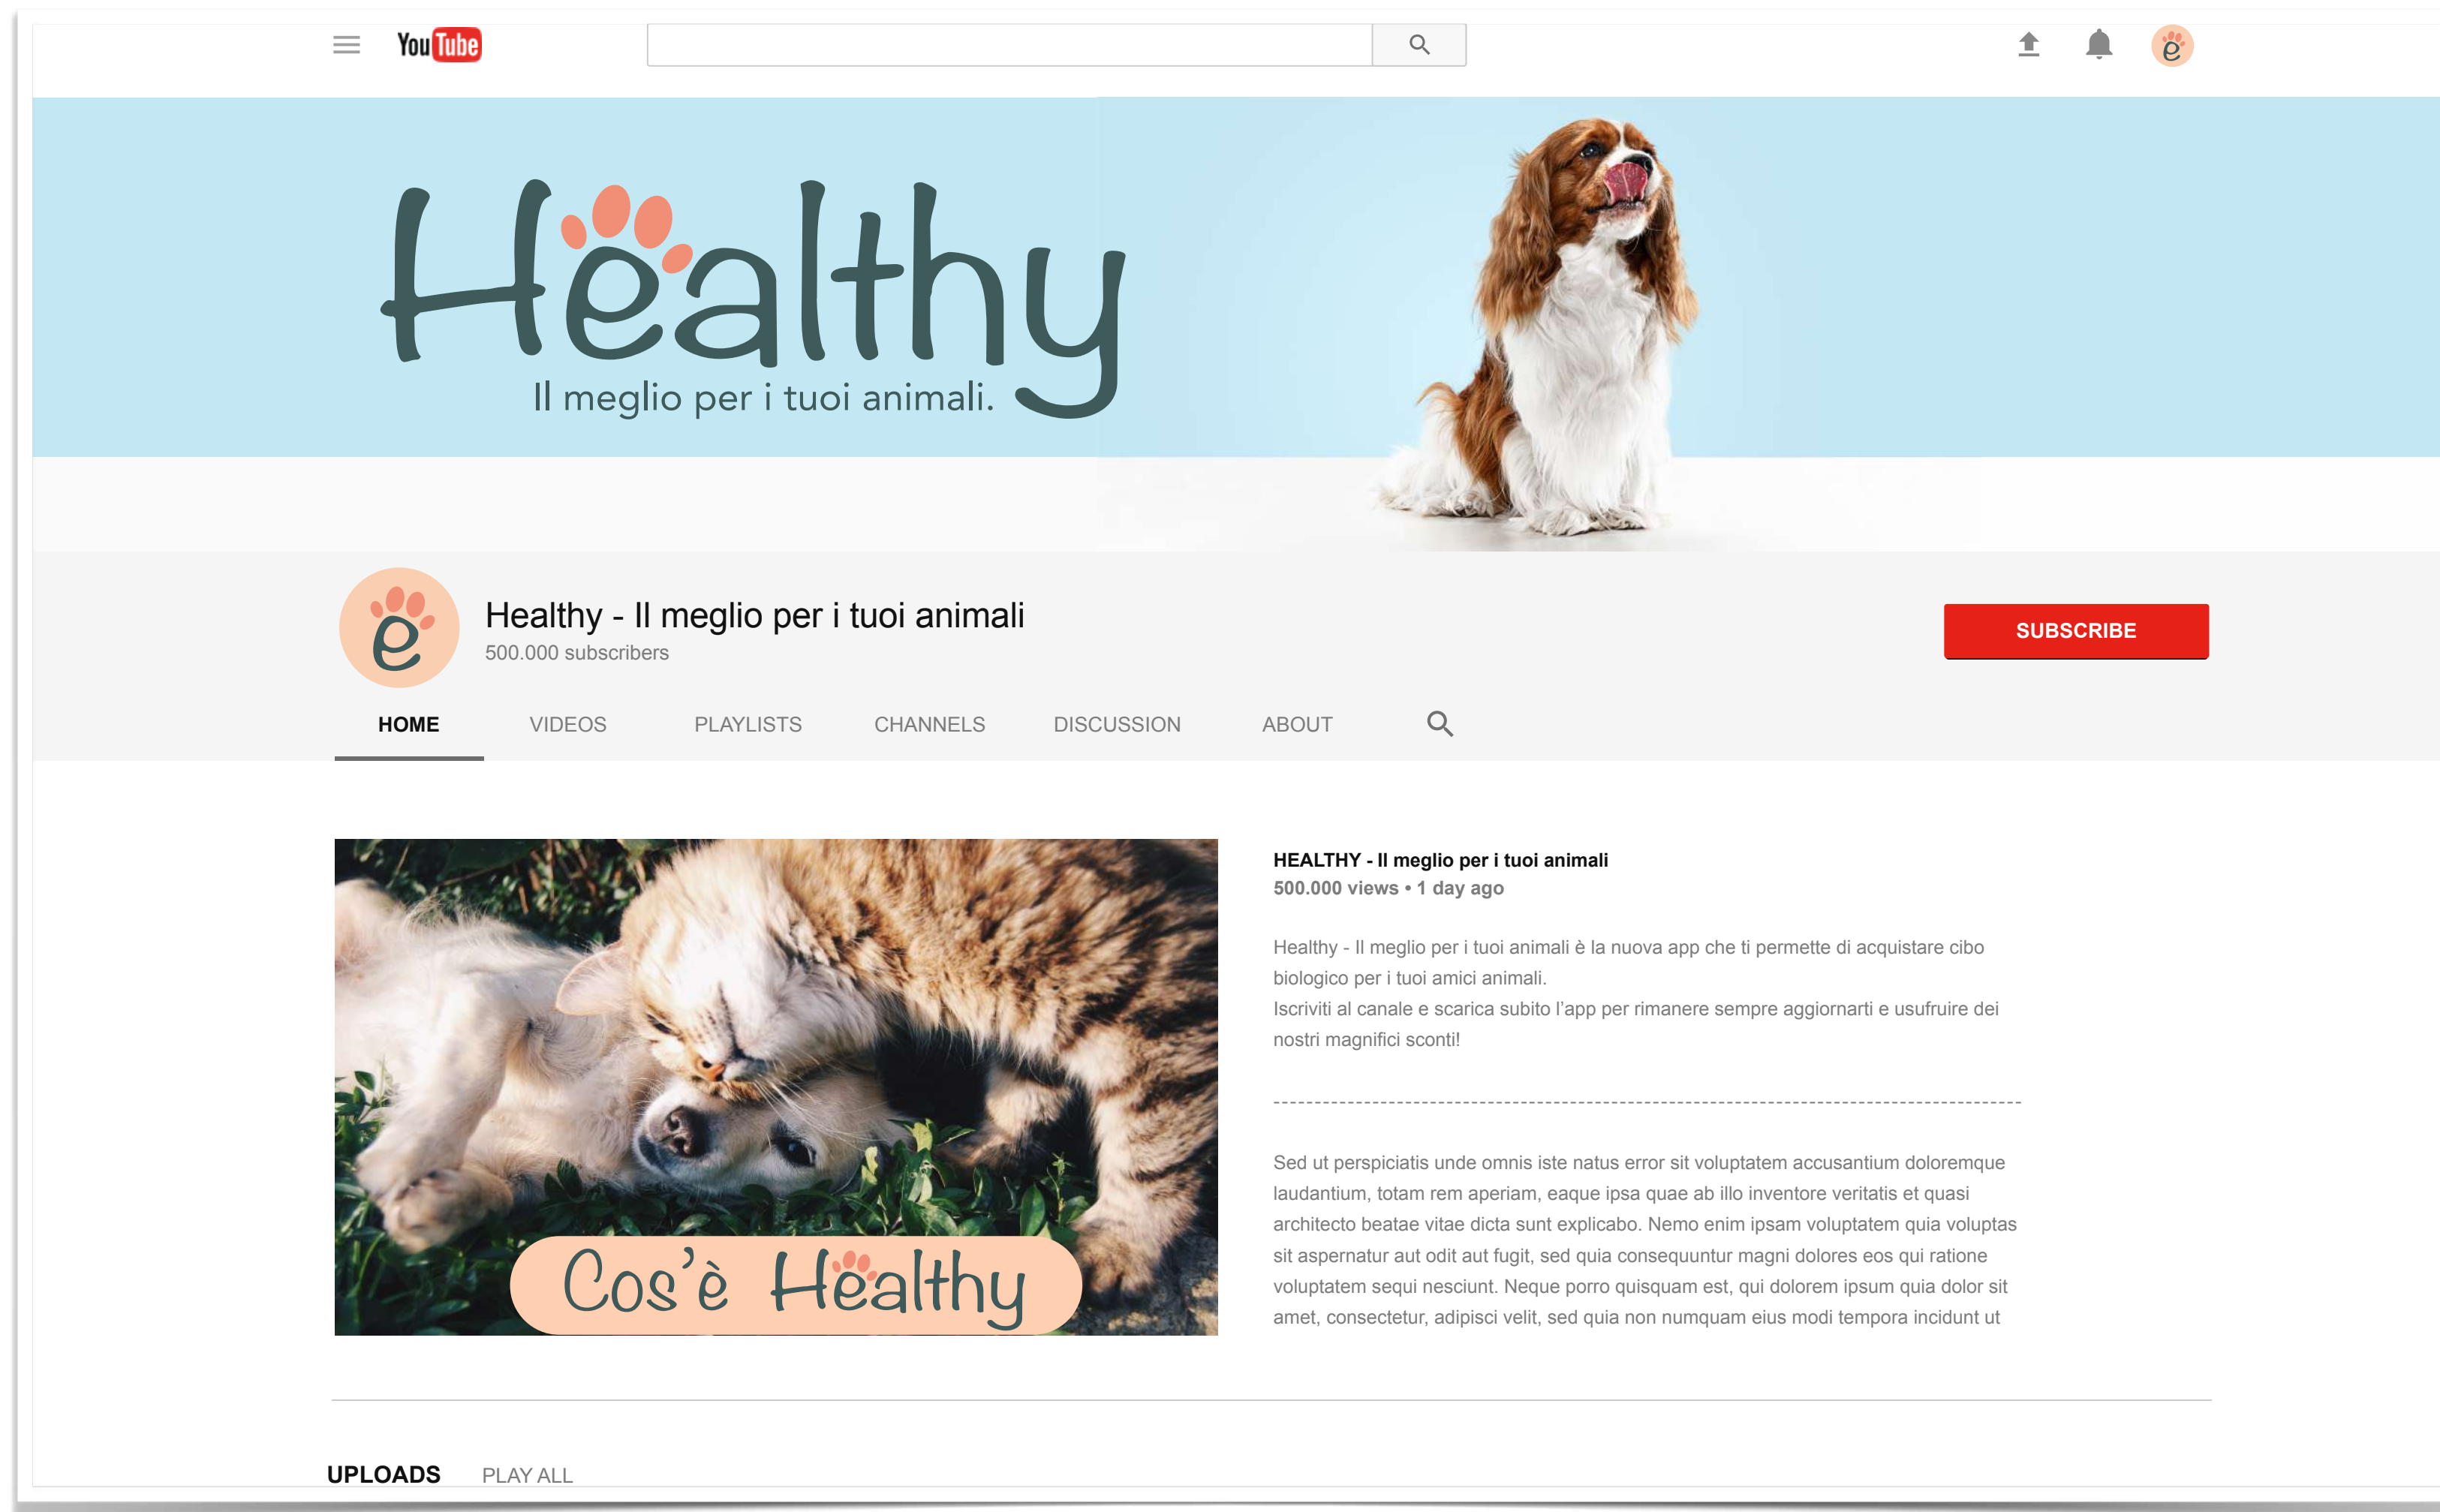 YouTube
Healthy
Il meglio per i tuoi animali.
e
Healthy - Il meglio per i tuoi animali
500.000 subscribers
SUBSCRIBE
HOME VIDEOS PLAYLISTS CHANNELS DISCUSSION ABOUT
HEALTHY - Il meglio per i tuoi animali
500.000 views • 1 day ago
Healthy - Il meglio per i tuoi animali è la nuova app che ti permette di acquistare cibo
biologico per i tuoi amici animali.
Iscriviti al canale e scarica subito l’app per rimanere sempre aggiornarti e usufruire dei
nostri magnifici sconti!
Sed ut perspiciatis unde omnis iste natus error sit voluptatem accusantium doloremque
laudantium, totam rem aperiam, eaque ipsa quae ab illo inventore veritatis et quasi
architecto beatae vitae dicta sunt explicabo. Nemo enim ipsam voluptatem quia voluptas
sit aspernatur aut odit aut fugit, sed quia consequuntur magni dolores eos qui ratione
voluptatem sequi nesciunt. Neque porro quisquam est, qui dolorem ipsum quia dolor sit
amet, consectetur, adipisci velit, sed quia non numquam eius modi tempora incidunt ut
Cos’è Healthy
UPLOADS PLAY ALL